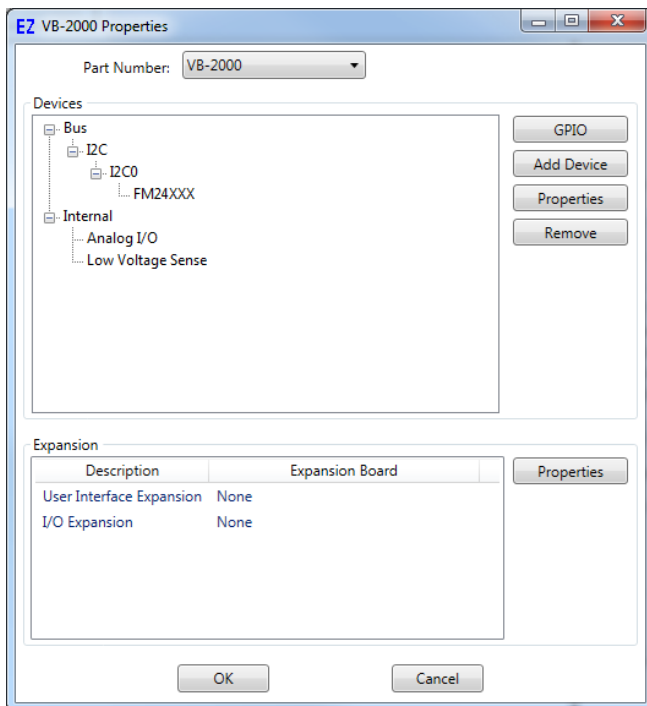 EZ VB-2000 Properties
Part Number: VB-2000
Devices
Bus
I2C
I2C0
FM24XXX
Internal
Analog I/O
Low Voltage Sense
GPIO
Add Device
Properties
Remove
Expansion
Description Expansion Board
User Interface Expansion None
I/O Expansion None
Properties
OK Cancel